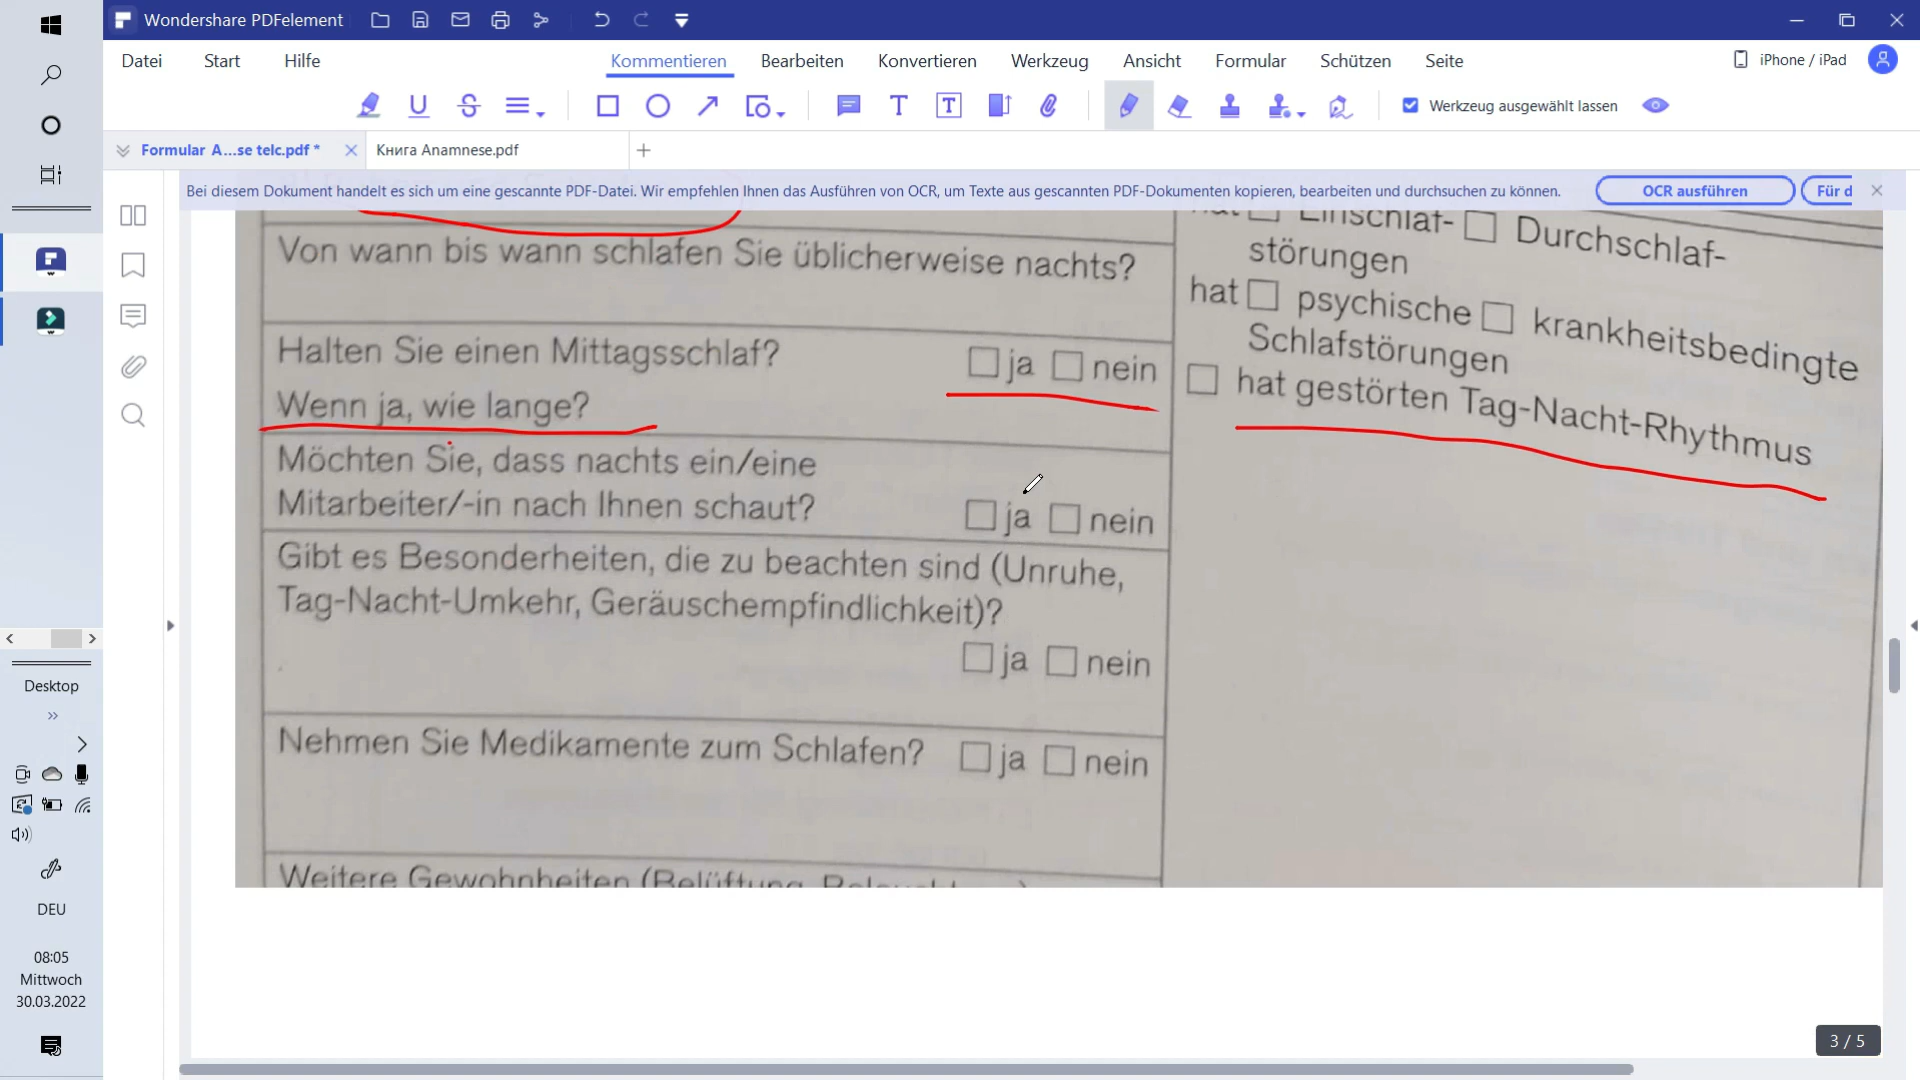 Wondershare PDFelement
Datei Start Hilfe Kommentieren Bearbeiten Konvertieren Werkzeug Ansicht Formular Schützen Seite iPhone / iPad
Werkzeug ausgewählt lassen
Formular A...se telc.pdf *
Книга Anamnese.pdf
Bei diesem Dokument handelt es sich um eine gescannte PDF-Datei. Wir empfehlen Ihnen das Ausführen von OCR, um Texte aus gescannten PDF-Dokumenten kopieren, bearbeiten und durchsuchen zu können.
OCR ausführen
Für d
Von wann bis wann schlafen Sie üblicherweise nachts?
Halten Sie einen Mittagsschlaf? ja nein
Wenn ja, wie lange?
Möchten Sie, dass nachts ein/eine
Mitarbeiter/-in nach Ihnen schaut? ja nein
Gibt es Besonderheiten, die zu beachten sind (Unruhe,
Tag-Nacht-Umkehr, Geräuschempfindlichkeit)?
ja nein
Nehmen Sie Medikamente zum Schlafen? ja nein
Weitere Gewohnheiten (Belüftung,
hat Einschlaf- Durchschlaf-
störungen
hat psychische krankheitsbedingte
Schlafstörungen
hat gestörten Tag-Nacht-Rhythmus
Desktop
DEU
08:05
Mittwoch
30.03.2022
3 / 5